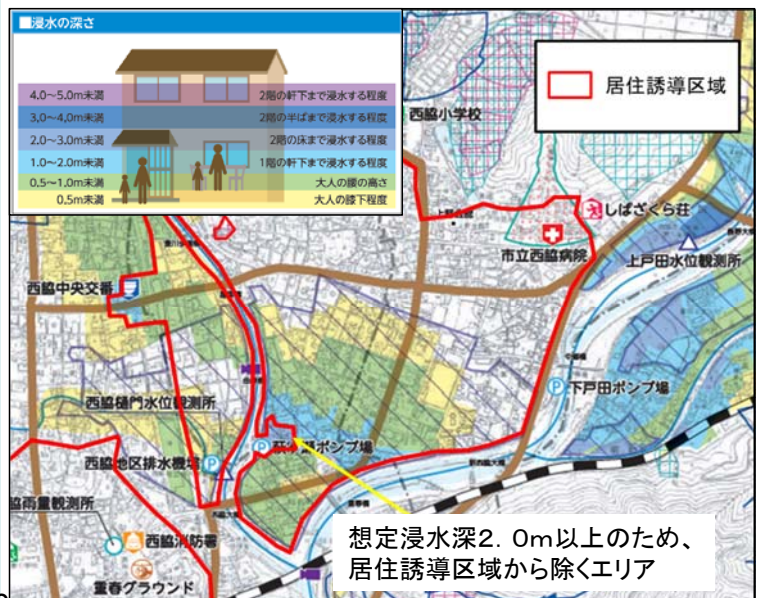 ■浸水の深さ
4.0～5.0m未満 2階の軒下まで浸水する程度
3.0～4.0m未満 2階の半ばまで浸水する程度
2.0～3.0m未満 2階の床まで浸水する程度
1.0～2.0m未満 1階の軒下まで浸水する程度
0.5～1.0m未満 大人の腰の高さ
0.5m未満 大人の膝下程度
居住誘導区域
西脇小学校
しばざくら荘
市立西脇病院
上戸田水位観測所
西脇中央交番
下戸田ポンプ場
西脇樋門水位観測所
ポンプ場
西脇地区排水機場
脇雨量観測所
西脇消防署
重春グラウンド
想定浸水深2．0m以上のため、
居住誘導区域から除くエリア